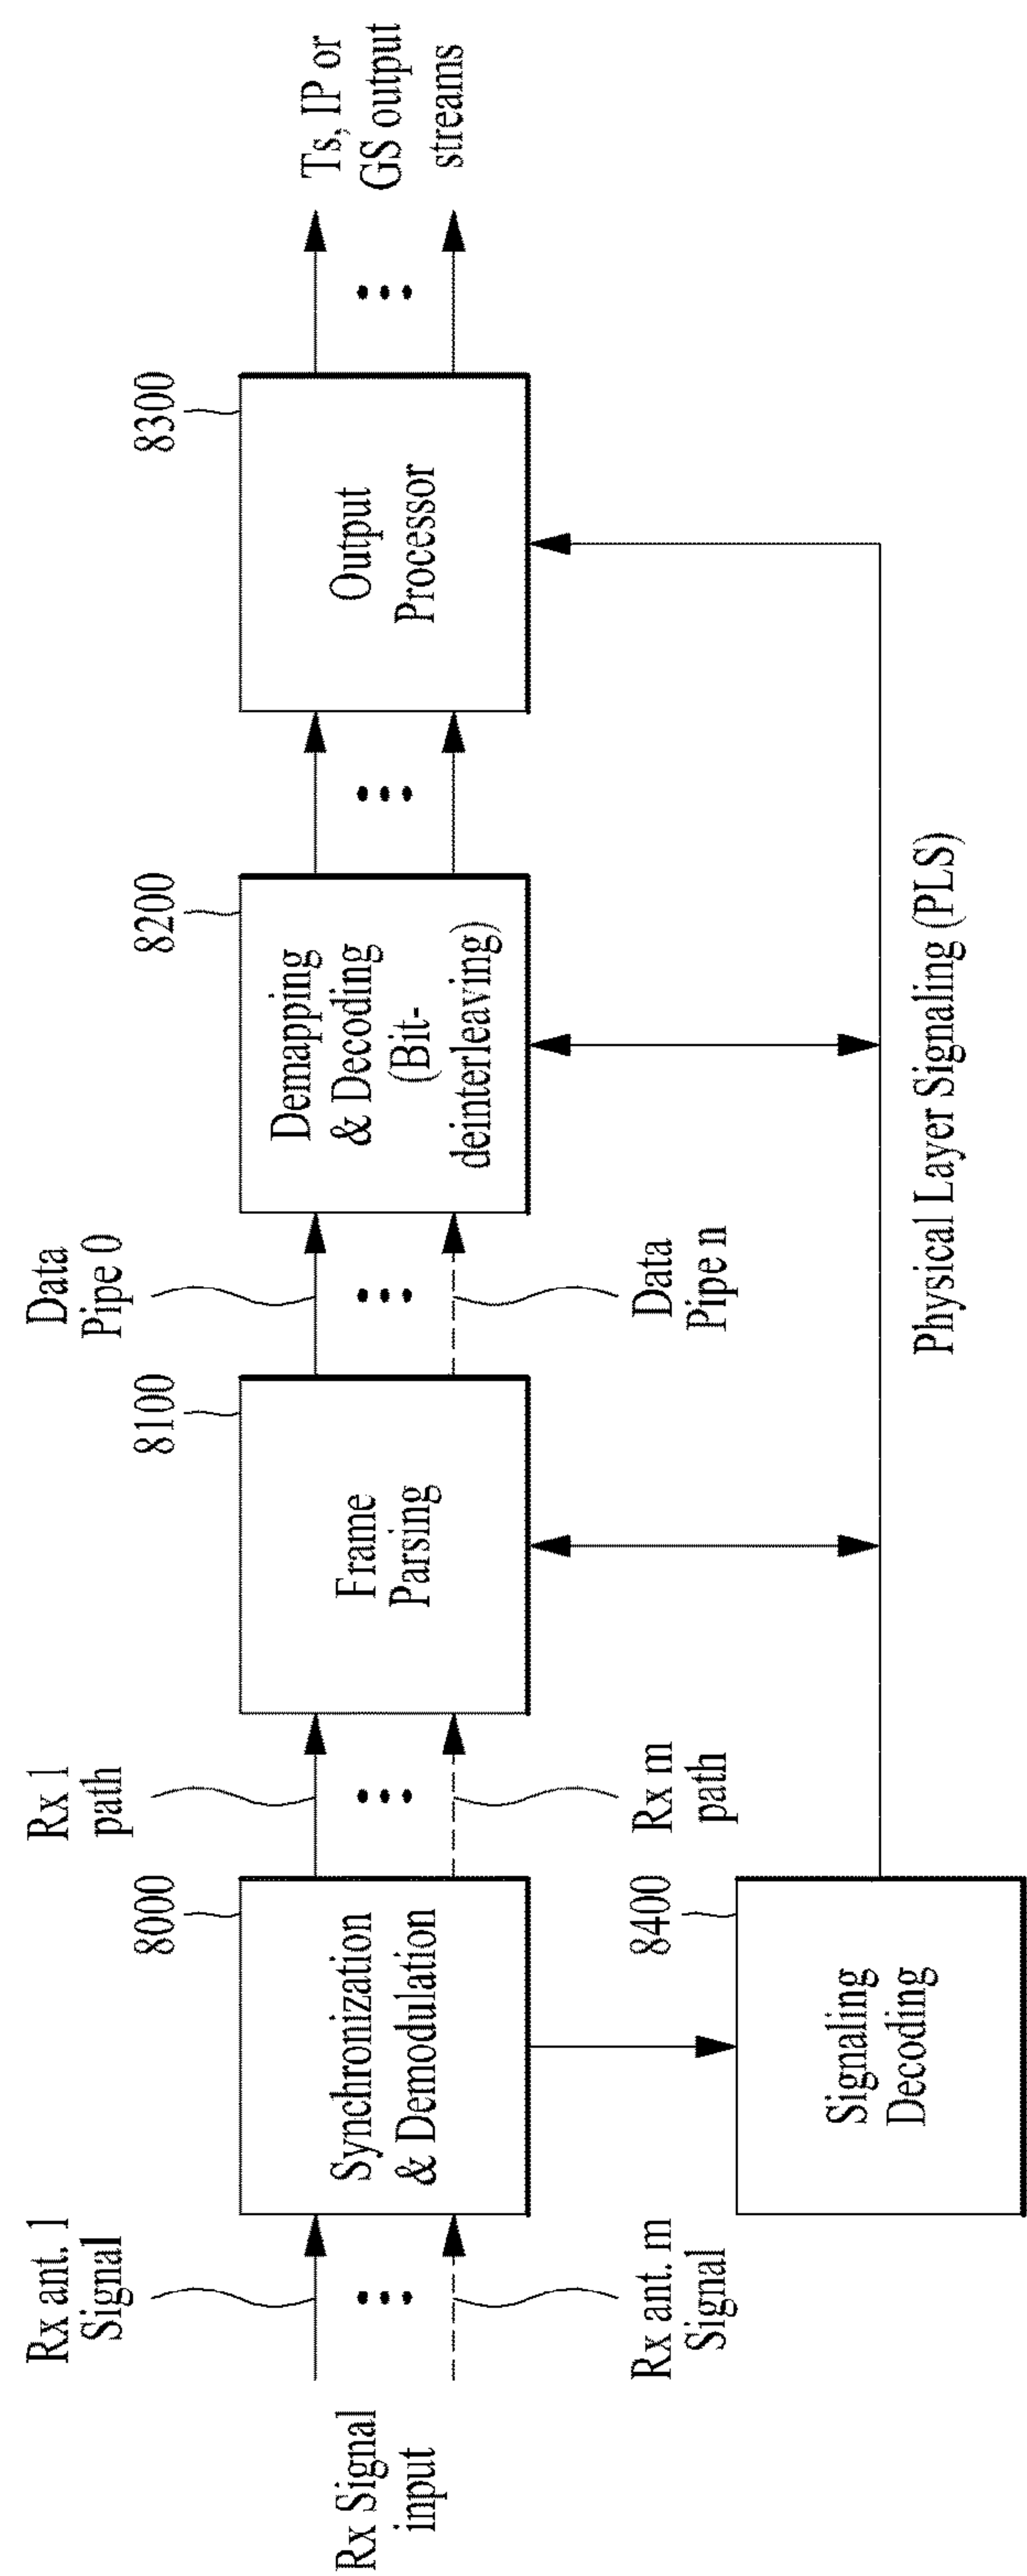 Rx Signal
input
Rx ant. 1
Signal
Rx ant. m
Signal
8000
Synchronization
& Demodulation
Rx 1
path
Rx m
path
8100
Frame
Parsing
Data
Pipe 0
Data
Pipe n
8200
Demapping
& Decoding
(Bit-
deinterleaving)
8300
Output
Processor
Ts, IP or
GS output
streams
8400
Signaling
Decoding
Physical Layer Signaling (PLS)